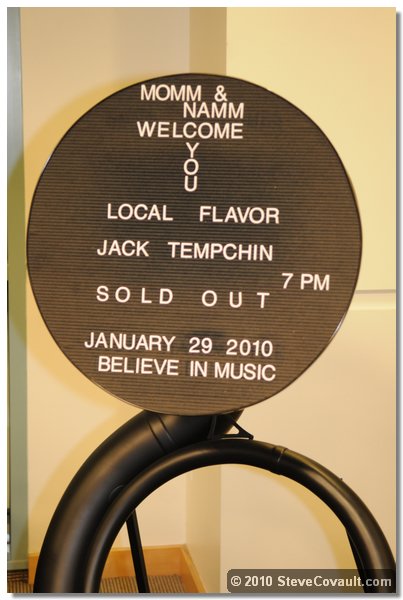 MOMM &
NAMM
WELCOME
YOU
LOCAL FLAVOR
JACK TEMPCHIN
7 PM
SOLD OUT
JANUARY 29 2010
BELIEVE IN MUSIC
© 2010 SteveCovault.com